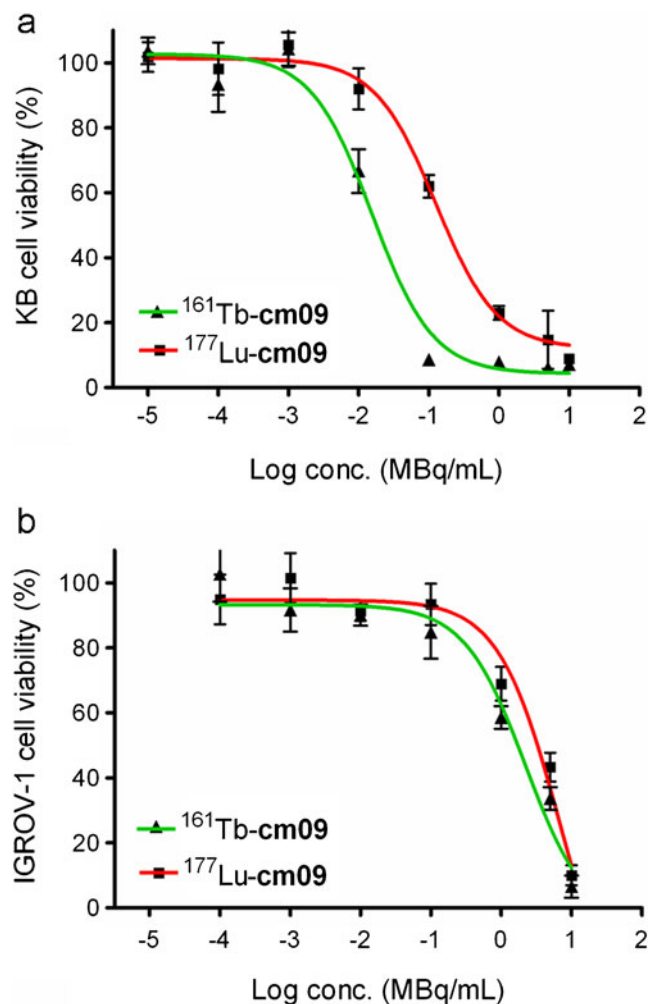 a
KB cell viability (%)
100
80
60
40
20
0
▲ ¹⁶¹Tb-cm09
■ ¹⁷⁷Lu-cm09
-5 -4 -3 -2 -1 0 1 2
Log conc. (MBq/mL)
b
IGROV-1 cell viability (%)
100
80
60
40
20
0
▲ ¹⁶¹Tb-cm09
■ ¹⁷⁷Lu-cm09
-5 -4 -3 -2 -1 0 1 2
Log conc. (MBq/mL)